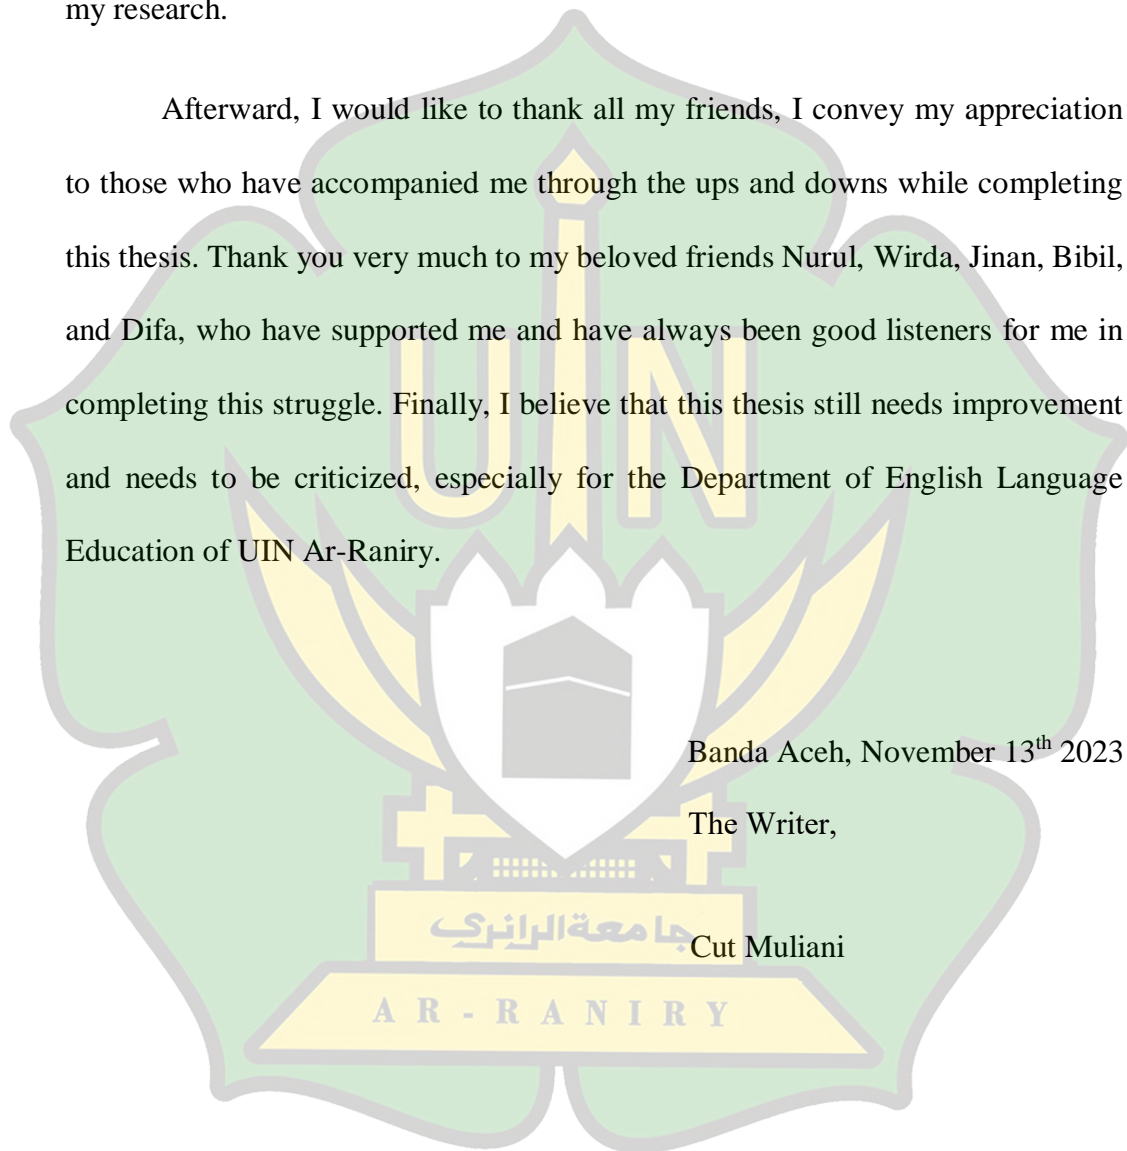 my research.
Afterward, I would like to thank all my friends, I convey my appreciation
to those who have accompanied me through the ups and downs while completing
this thesis. Thank you very much to my beloved friends Nurul, Wirda, Jinan, Bibil,
and Difa, who have supported me and have always been good listeners for me in
completing this struggle. Finally, I believe that this thesis still needs improvement
and needs to be criticized, especially for the Department of English Language
Education of UIN Ar-Raniry.
UIN
Banda Aceh, November 13th 2023
The Writer,
جامعة الرانري
Cut Muliani
AR-RANIRY